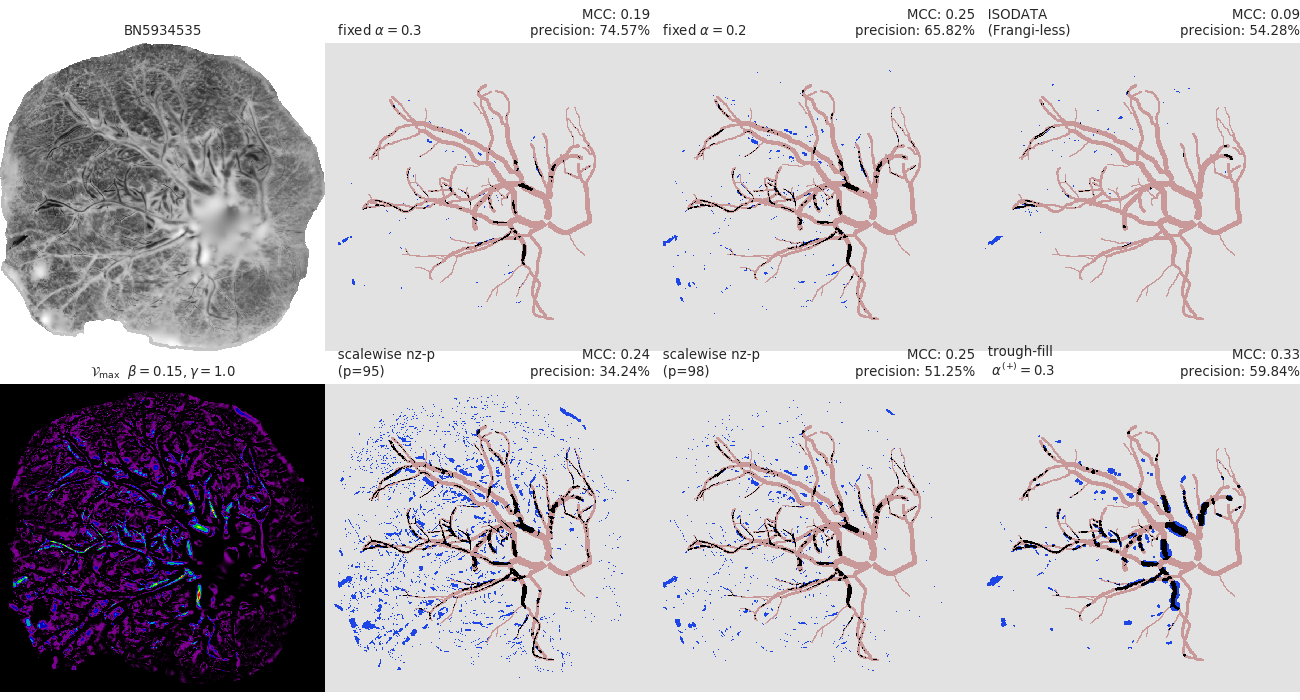 BN5934535
fixed α = 0.3
MCC: 0.19
precision: 74.57%
fixed α = 0.2
MCC: 0.25
precision: 65.82%
ISODATA
(Frangi-less)
MCC: 0.09
precision: 54.28%
𝒱max β = 0.15, γ = 1.0
scalewise nz-p
(p=95)
MCC: 0.24
precision: 34.24%
scalewise nz-p
(p=98)
MCC: 0.25
precision: 51.25%
trough-fill
α(+) = 0.3
MCC: 0.33
precision: 59.84%